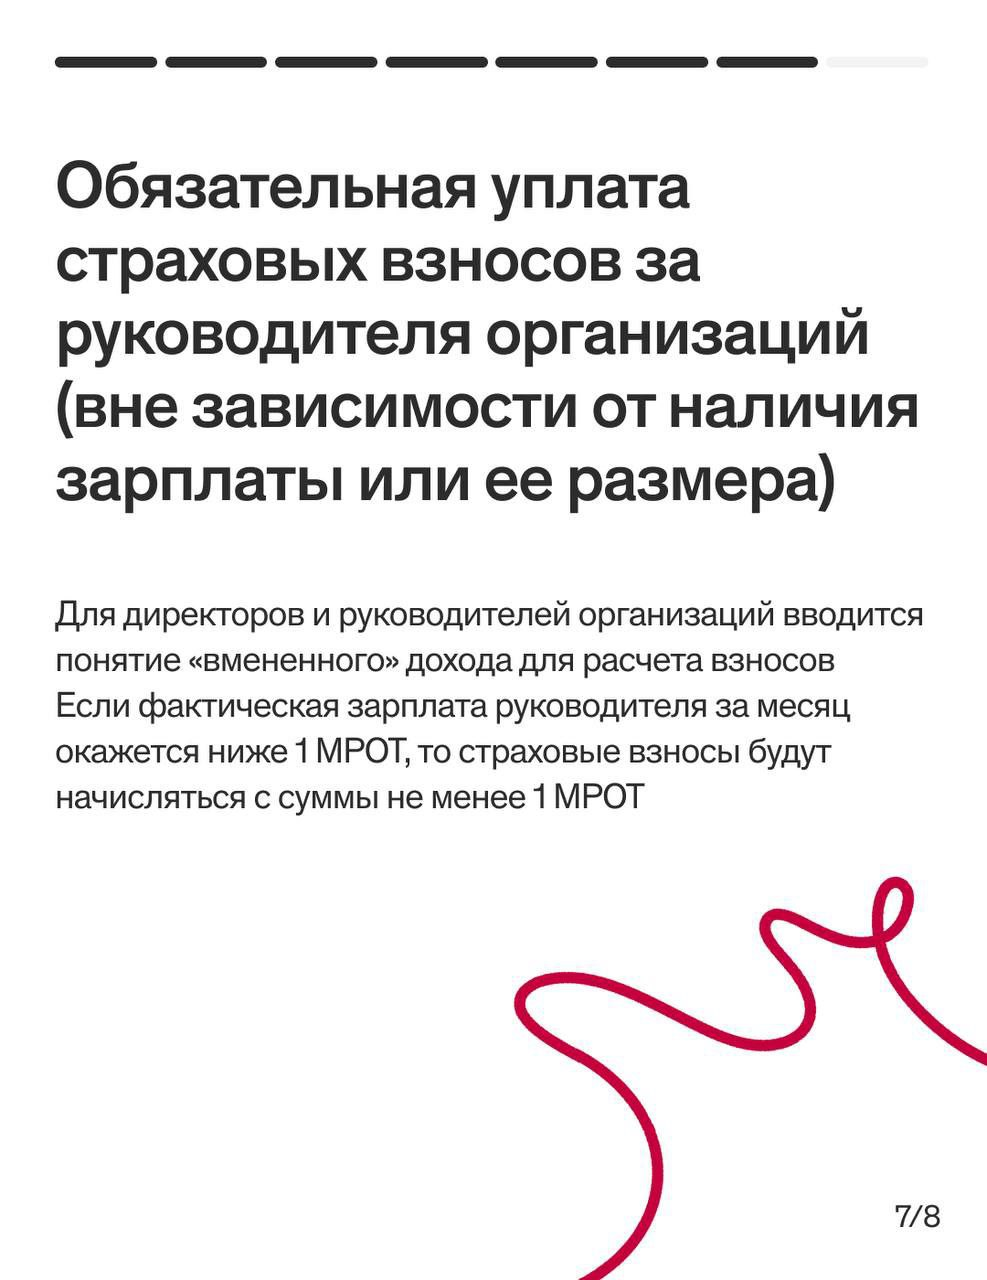 Обязательная уплата
страховых взносов за
руководителя организаций
(вне зависимости от наличия
зарплаты или ее размера)
Для директоров и руководителей организаций вводится
понятие «вмененного» дохода для расчета взносов
Если фактическая зарплата руководителя за месяц
окажется ниже 1 МРОТ, то страховые взносы будут
начисляться с суммы не менее 1 МРОТ
7/8